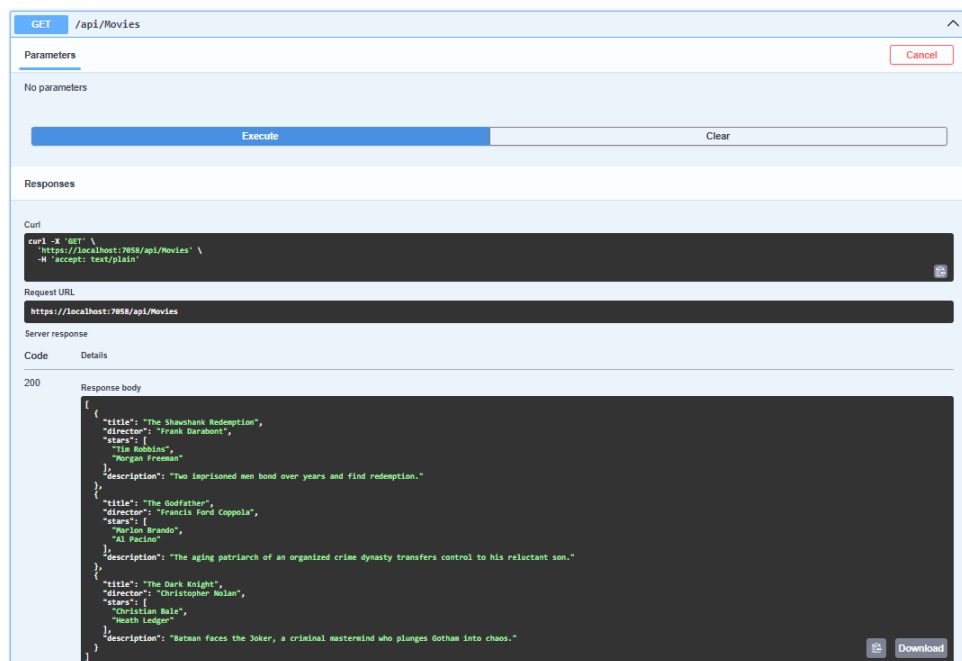 GET /api/Movies
Parameters
Cancel
No parameters
Execute
Clear
Responses
Curl
curl -X 'GET' \
  'https://localhost:7058/api/Movies' \
  -H 'accept: text/plain'
Request URL
https://localhost:7058/api/Movies
Server response
Code Details
200
Response body
[
  {
    "title": "The Shawshank Redemption",
    "director": "Frank Darabont",
    "stars": [
      "Tim Robbins",
      "Morgan Freeman"
    ],
    "description": "Two imprisoned men bond over years and find redemption."
  },
  {
    "title": "The Godfather",
    "director": "Francis Ford Coppola",
    "stars": [
      "Marlon Brando",
      "Al Pacino"
    ],
    "description": "The aging patriarch of an organized crime dynasty transfers control to his reluctant son."
  },
  {
    "title": "The Dark Knight",
    "director": "Christopher Nolan",
    "stars": [
      "Christian Bale",
      "Heath Ledger"
    ],
    "description": "Batman faces the Joker, a criminal mastermind who plunges Gotham into chaos."
  }
]
Download